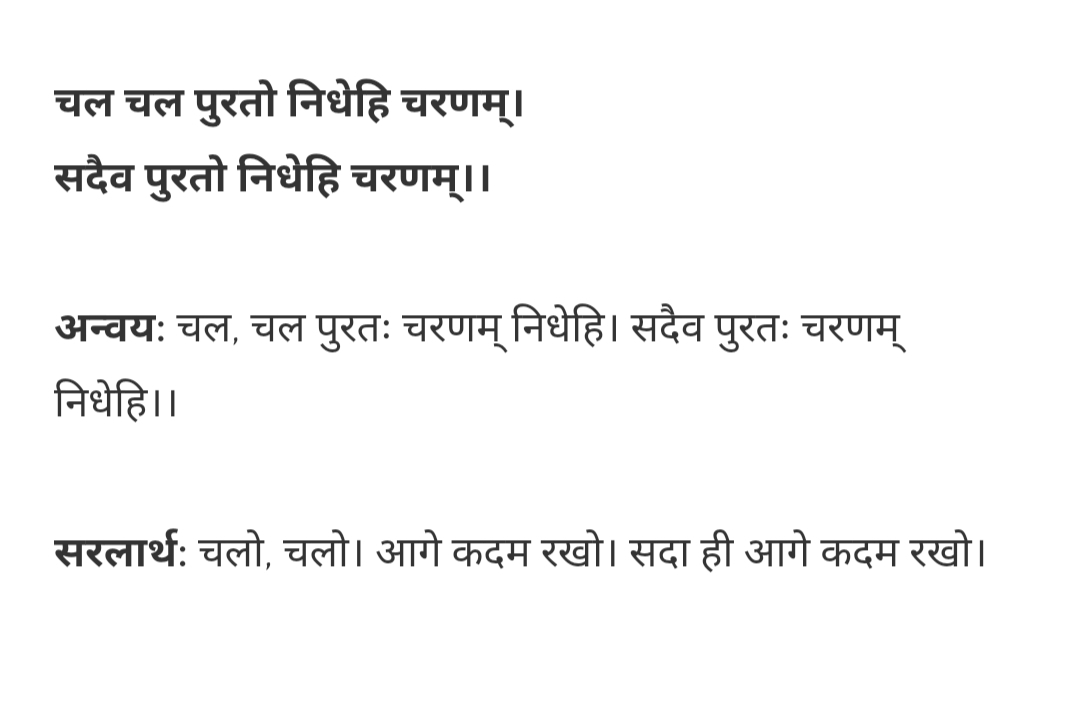 चल चल पुरतो निधेहि चरणम्।
सदैव पुरतो निधेहि चरणम्।।
अन्वय: चल, चल पुरतः चरणम् निधेहि। सदैव पुरतः चरणम्
निधेहि।।
सरलार्थ: चलो, चलो। आगे कदम रखो। सदा ही आगे कदम रखो।